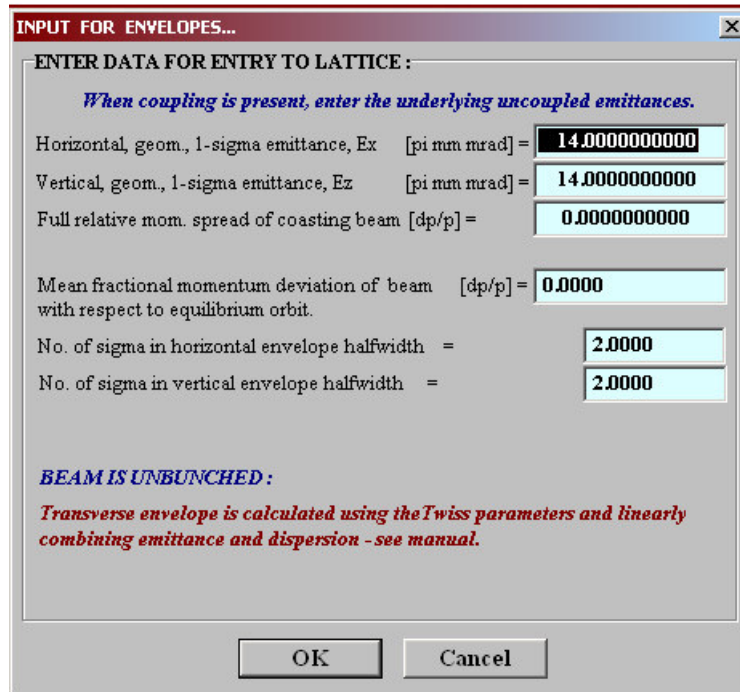 INPUT FOR ENVELOPES...
ENTER DATA FOR ENTRY TO LATTICE :
When coupling is present, enter the underlying uncoupled emittances.
Horizontal, geom., 1-sigma emittance, Ex [pi mm mrad] = 14.0000000000
Vertical, geom., 1-sigma emittance, Ez [pi mm mrad] = 14.0000000000
Full relative mom. spread of coasting beam [dp/p] = 0.0000000000
Mean fractional momentum deviation of beam [dp/p] = 0.0000
with respect to equilibrium orbit.
No. of sigma in horizontal envelope halfwidth = 2.0000
No. of sigma in vertical envelope halfwidth = 2.0000
BEAM IS UNBUNCHED :
Transverse envelope is calculated using the Twiss parameters and linearly
combining emittance and dispersion - see manual.
OK Cancel